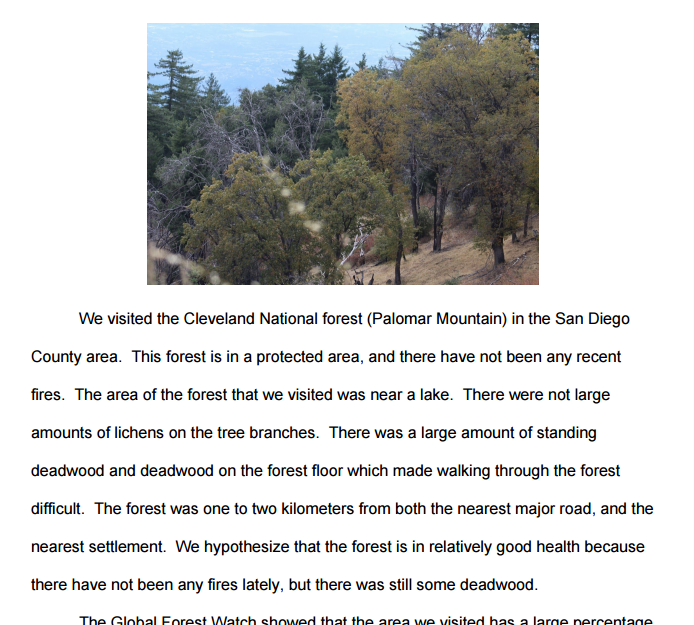 We visited the Cleveland National forest (Palomar Mountain) in the San Diego
County area.  This forest is in a protected area, and there have not been any recent
fires.  The area of the forest that we visited was near a lake.  There were not large
amounts of lichens on the tree branches.  There was a large amount of standing
deadwood and deadwood on the forest floor which made walking through the forest
difficult.  The forest was one to two kilometers from both the nearest major road, and the
nearest settlement.  We hypothesize that the forest is in relatively good health because
there have not been any fires lately, but there was still some deadwood.
The Global Forest Watch showed that the area we visited has a large percentage